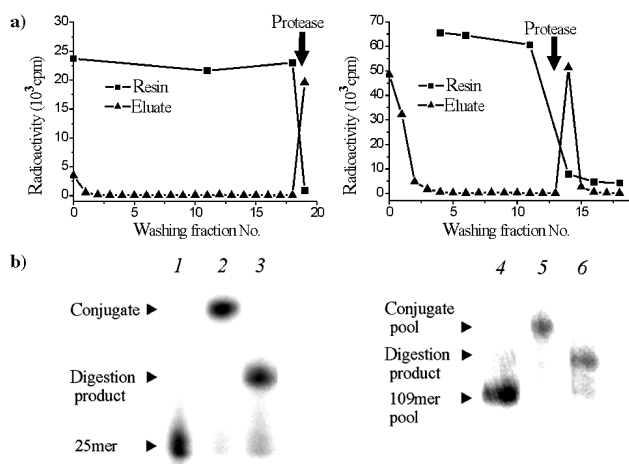 a)
Protease
30
25
20
15
10
5
0
Radioactivity (10³cpm)
Resin
Eluate
0 5 10 15 20
Washing fraction No.
Protease
70
60
50
40
30
20
10
0
Radioactivity (10³cpm)
Resin
Eluate
0 5 10 15
Washing fraction No.
b)
1 2 3
Conjugate
Digestion
product
25mer
4 5 6
Conjugate
pool
Digestion
product
109mer
pool